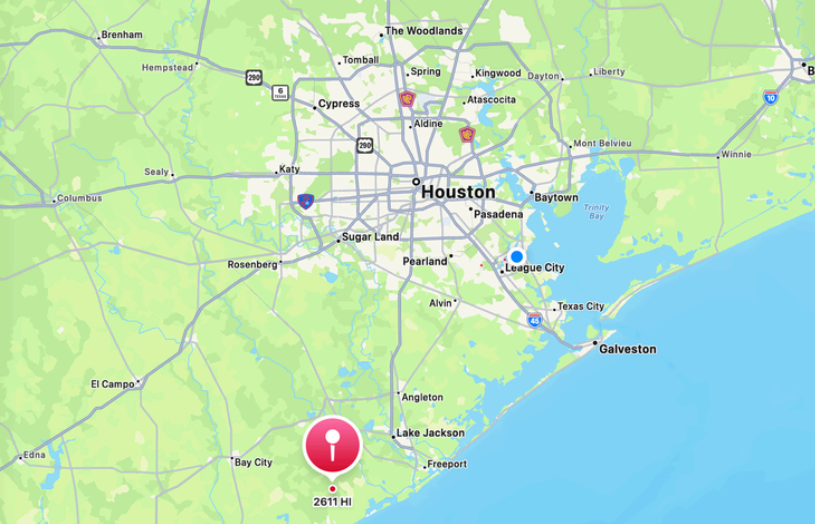 The Woodlands
Brenham
Hempstead
Tomball
Spring
Kingwood
Dayton
Liberty
B
290
6
TEXAS
Cypress
Atascocita
10
Aldine
290
Mont Belvieu
Winnie
Katy
Sealy
Columbus
Houston
Baytown
Trinity
Bay
Pasadena
Sugar Land
Pearland
League City
Rosenberg
Alvin
Texas City
45
Galveston
El Campo
Angleton
Lake Jackson
Edna
Bay City
Freeport
2611 HI